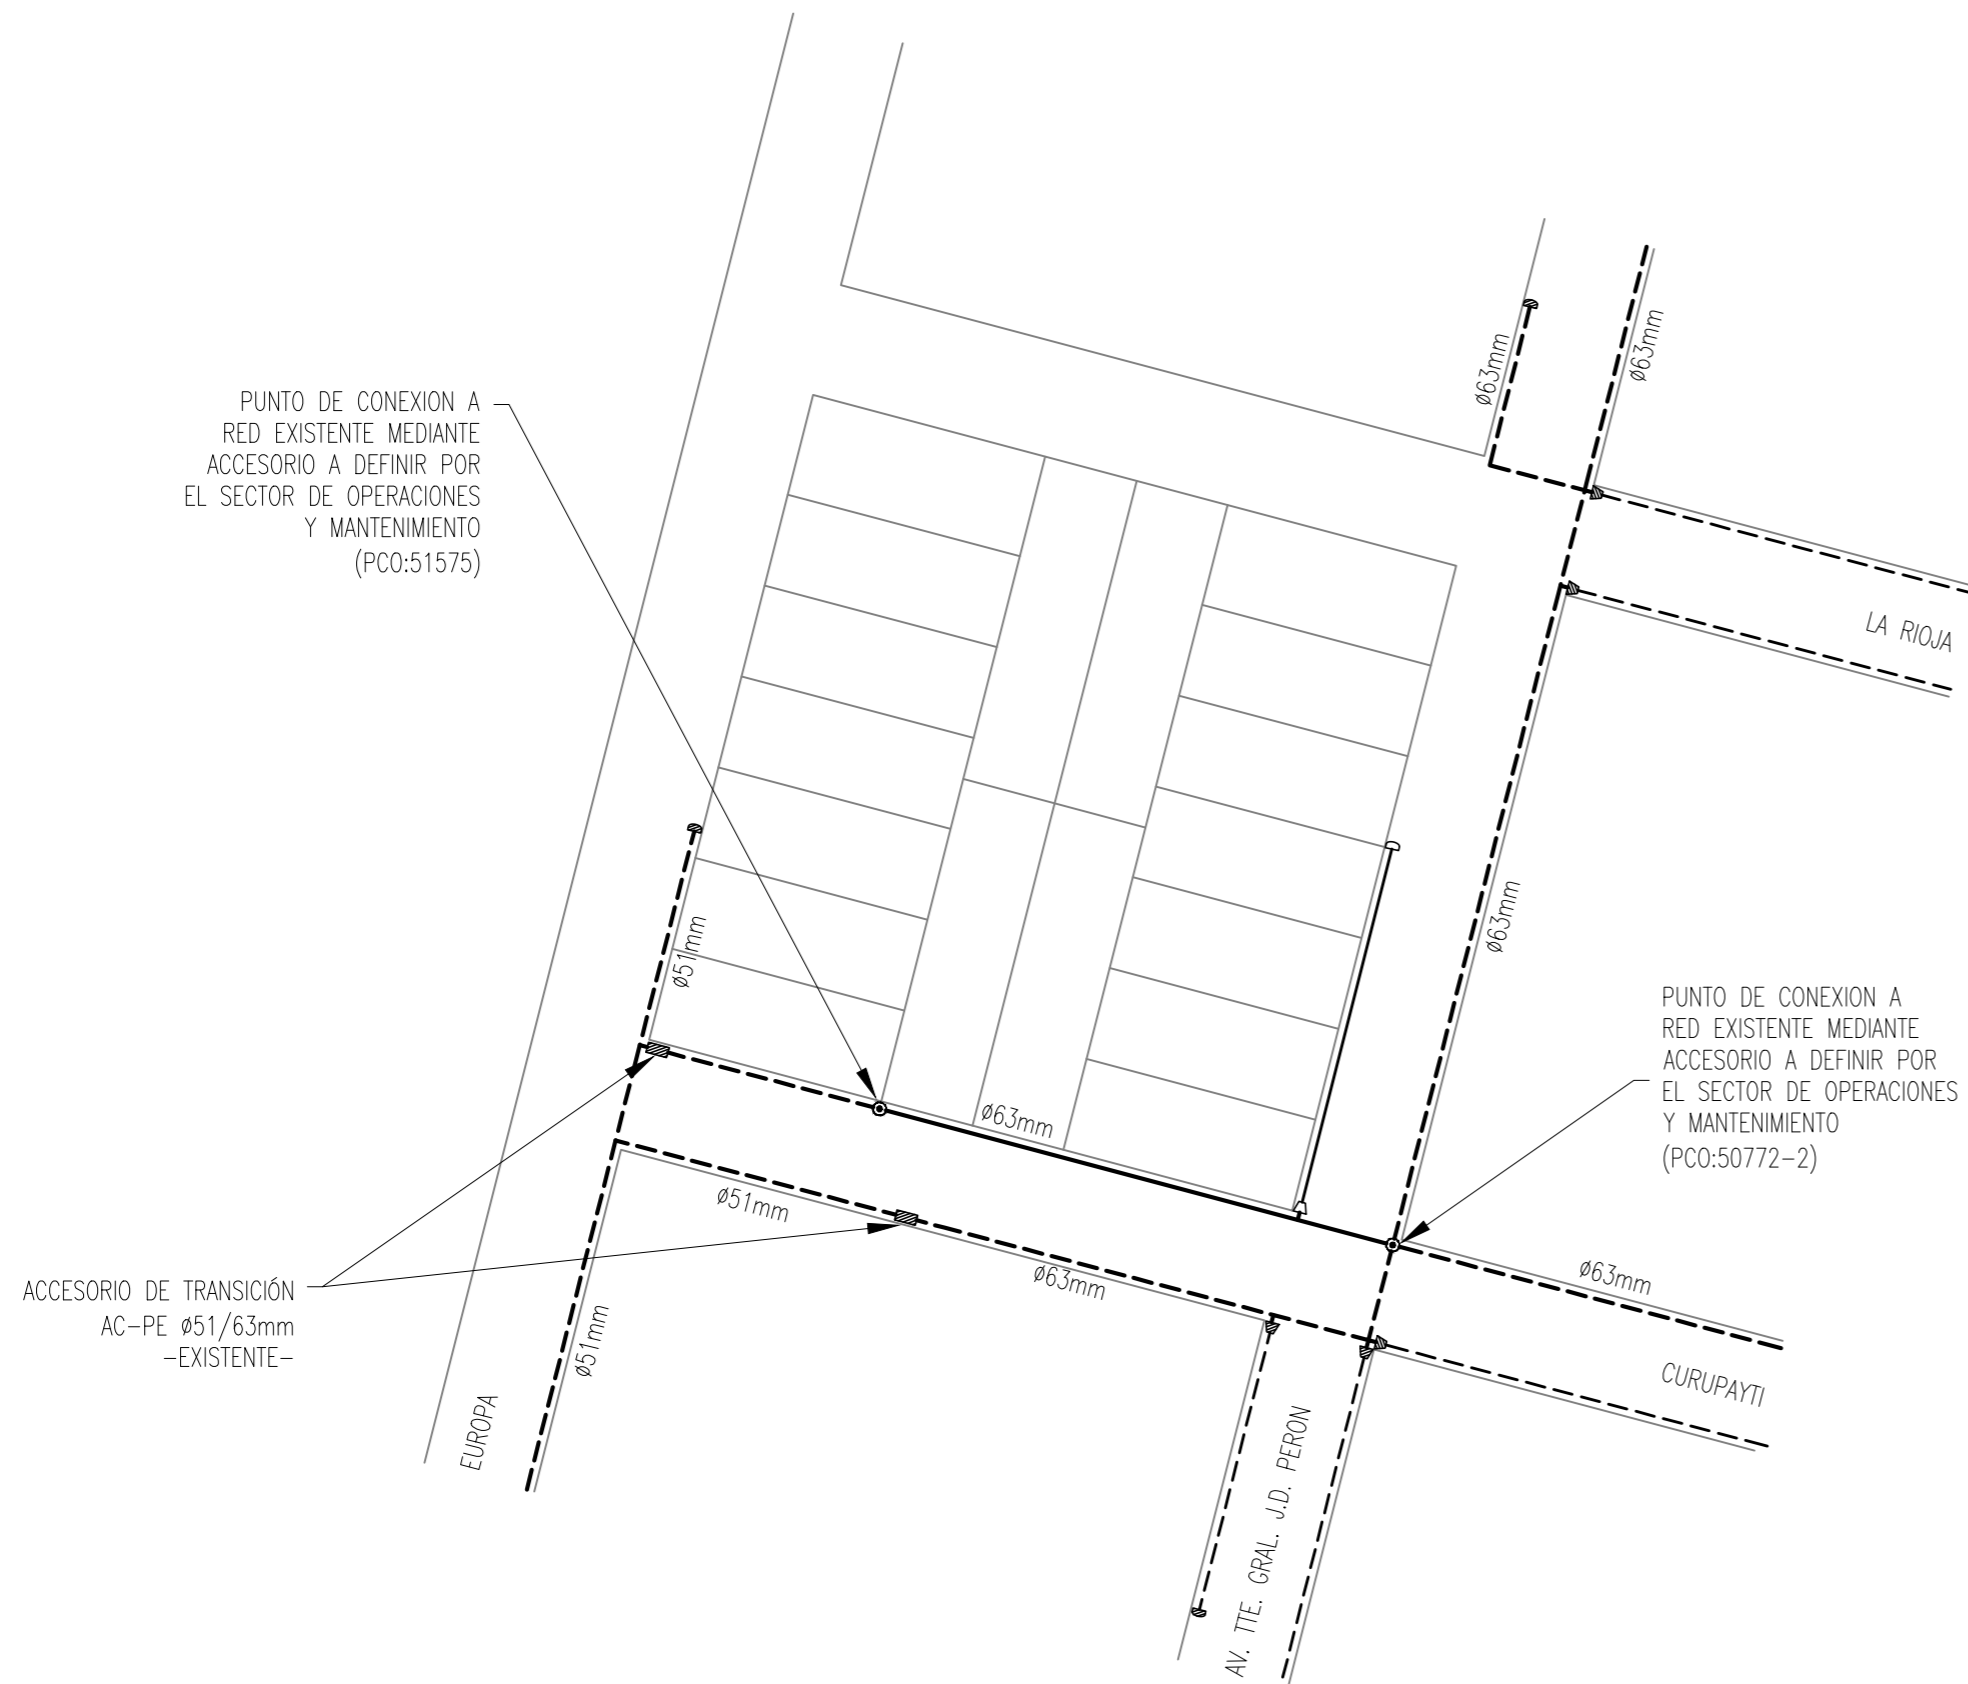 PUNTO DE CONEXION A
RED EXISTENTE MEDIANTE
ACCESORIO A DEFINIR POR
EL SECTOR DE OPERACIONES
Y MANTENIMIENTO
(PCO:51575)
ø63mm
ø63mm
LA RIOJA
ø63mm
ø51mm
PUNTO DE CONEXION A
RED EXISTENTE MEDIANTE
ACCESORIO A DEFINIR POR
EL SECTOR DE OPERACIONES
Y MANTENIMIENTO
(PCO:50772-2)
ø63mm
ø51mm
ø63mm
ø63mm
ACCESORIO DE TRANSICIÓN
AC-PE ø51/63mm
-EXISTENTE-
ø51mm
CURUPAYTI
EUROPA
AV. TTE. GRAL. J.D. PERON